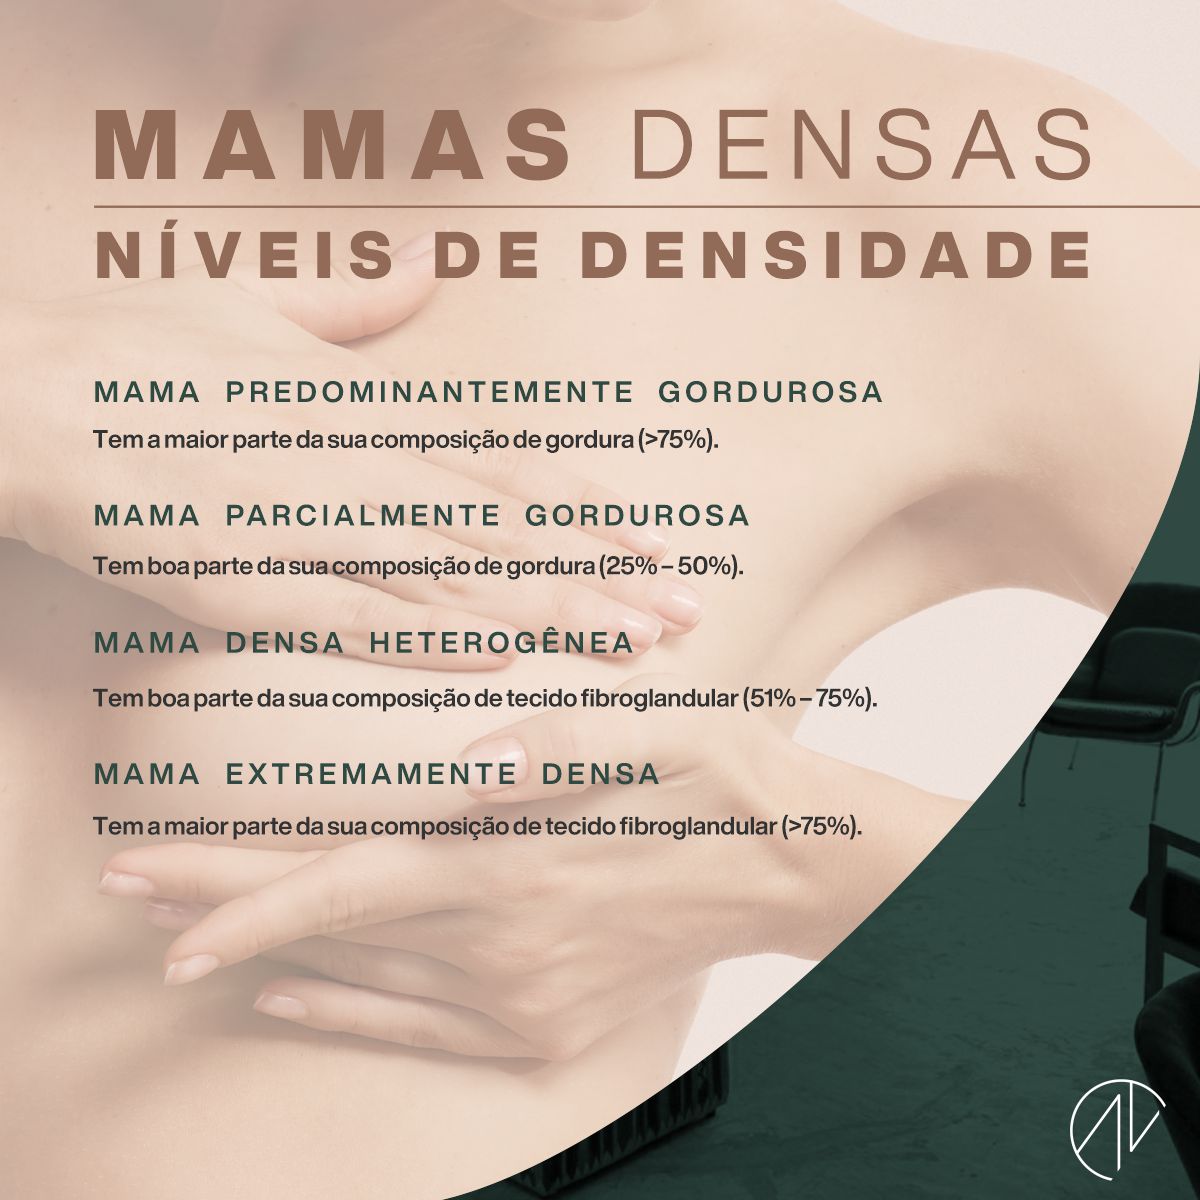 MAMAS DENSAS
NÍVEIS DE DENSIDADE
MAMA PREDOMINANTEMENTE GORDUROSA
Tem a maior parte da sua composição de gordura (>75%).
MAMA PARCIALMENTE GORDUROSA
Tem boa parte da sua composição de gordura (25% – 50%).
MAMA DENSA HETEROGÊNEA
Tem boa parte da sua composição de tecido fibroglandular (51% – 75%).
MAMA EXTREMAMENTE DENSA
Tem a maior parte da sua composição de tecido fibroglandular (>75%).